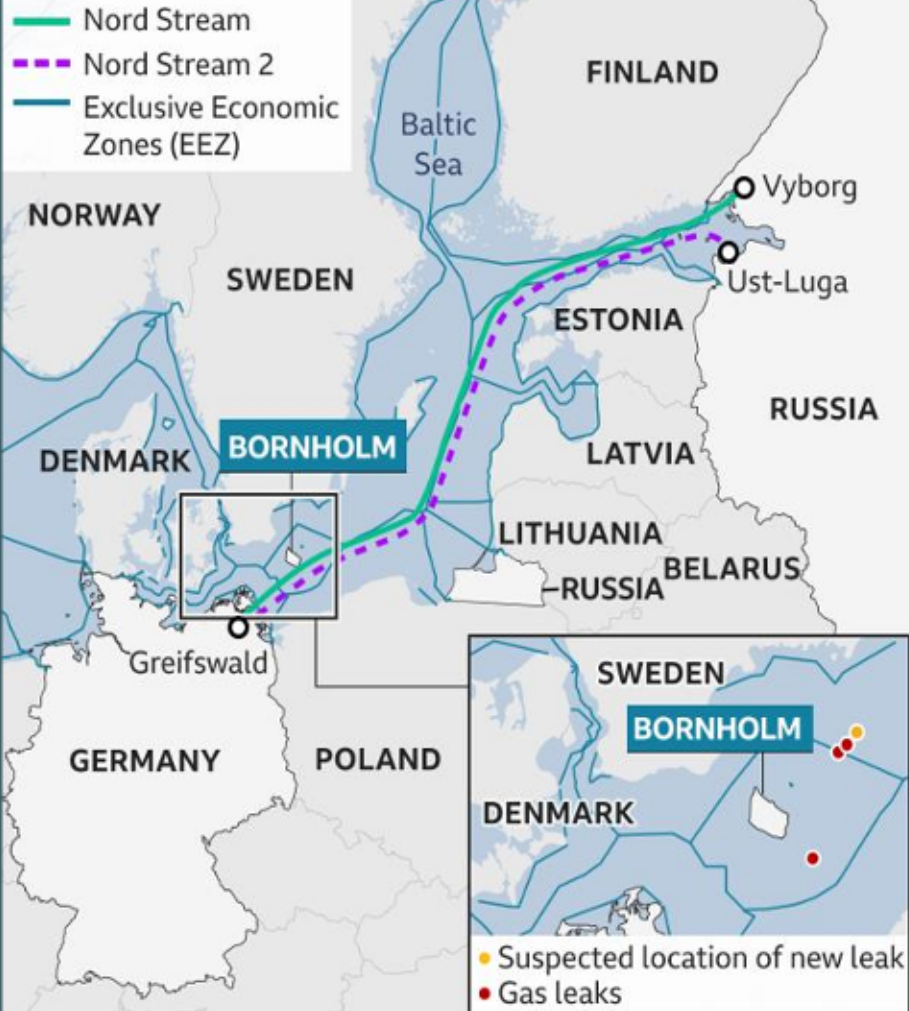 Nord Stream
Nord Stream 2
Exclusive Economic
Zones (EEZ)
FINLAND
Baltic
Sea
Vyborg
NORWAY
SWEDEN
Ust-Luga
ESTONIA
RUSSIA
BORNHOLM
DENMARK
LATVIA
LITHUANIA
BELARUS
RUSSIA
Greifswald
GERMANY
POLAND
SWEDEN
BORNHOLM
DENMARK
Suspected location of new leak
Gas leaks